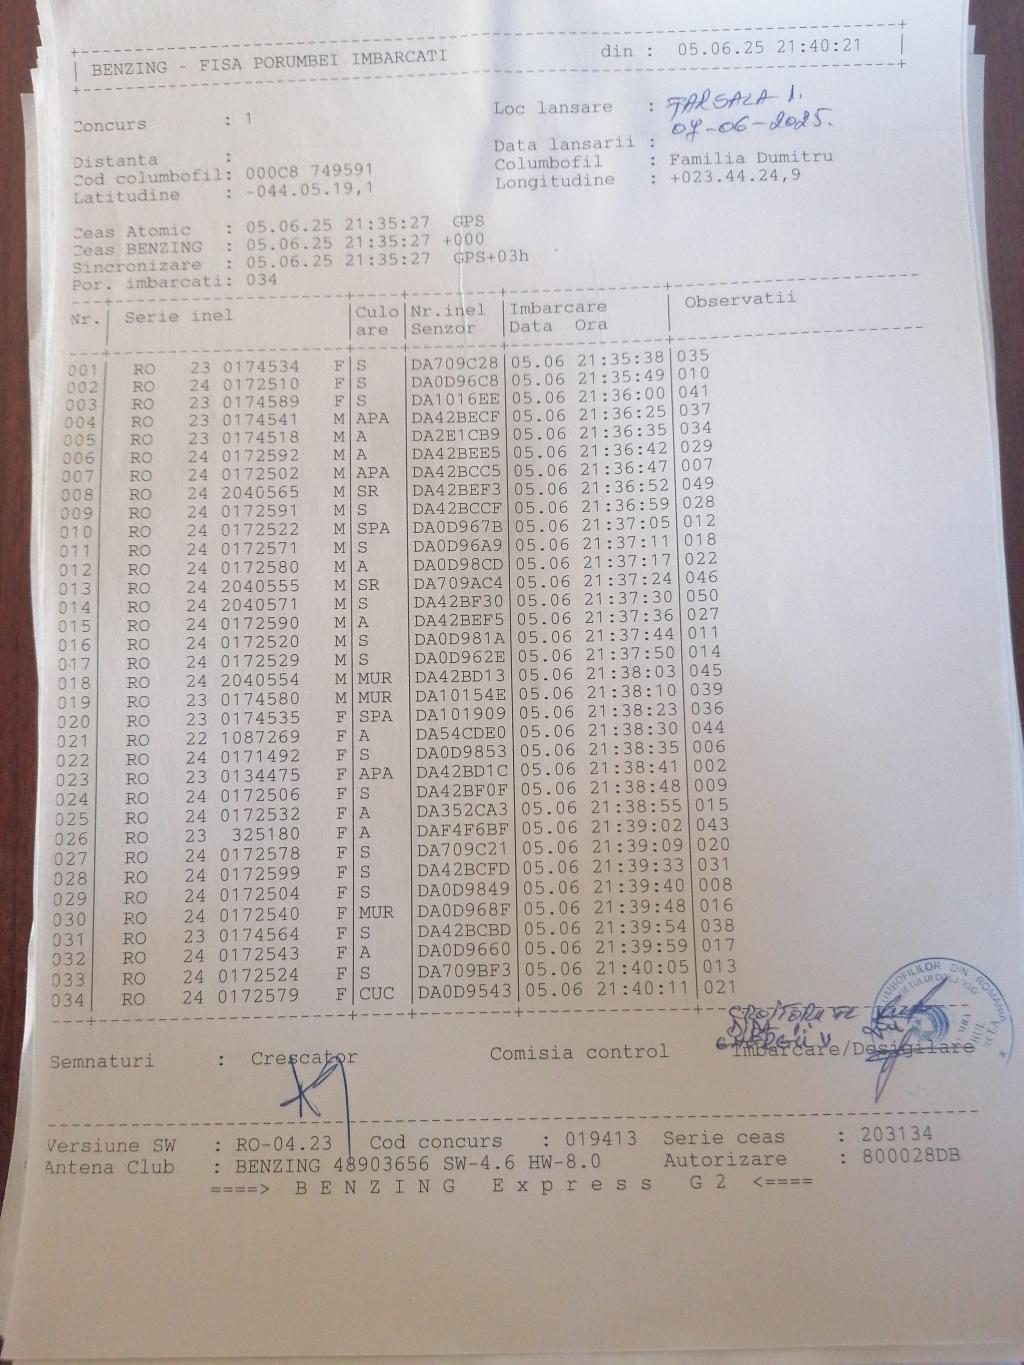 BENZING - FISA PORUMBEI IMBARCATI din : 05.06.25 21:40:21
Concurs : 1 Loc lansare : TARSALA 1.
Data lansarii : 07-06-2025.
Distanta :
Cod columbofil: 000C8 749591 Columbofil : Familia Dumitru
Latitudine : -044.05.19,1 Longitudine : +023.44.24,9
Ceas Atomic : 05.06.25 21:35:27 GPS
Ceas BENZING : 05.06.25 21:35:27 +000
Sincronizare : 05.06.25 21:35:27 GPS+03h
Por. imbarcati: 034
Nr. Serie inel Culo Nr.inel Imbarcare Observatii
are Senzor Data Ora
001 RO 23 0174534 F S DA709C28 05.06 21:35:38 035
002 RO 24 0172510 F S DA0D96C8 05.06 21:35:49 010
003 RO 23 0174589 F S DA1016EE 05.06 21:36:00 041
004 RO 23 0174541 M APA DA42BECF 05.06 21:36:25 037
005 RO 23 0174518 M A DA2E1CB9 05.06 21:36:35 034
006 RO 24 0172592 M A DA42BEE5 05.06 21:36:42 029
007 RO 24 0172502 M APA DA42BCC5 05.06 21:36:47 007
008 RO 24 2040565 M SR DA42BEF3 05.06 21:36:52 049
009 RO 24 0172591 M S DA42BCCF 05.06 21:36:59 028
010 RO 24 0172522 M SPA DA0D967B 05.06 21:37:05 012
011 RO 24 0172571 M S DA0D96A9 05.06 21:37:11 018
012 RO 24 0172580 M A DA0D98CD 05.06 21:37:17 022
013 RO 24 2040555 M SR DA709AC4 05.06 21:37:24 046
014 RO 24 2040571 M S DA42BF30 05.06 21:37:30 050
015 RO 24 0172590 M A DA42BEF5 05.06 21:37:36 027
016 RO 24 0172520 M S DA0D981A 05.06 21:37:44 011
017 RO 24 0172529 M S DA0D962E 05.06 21:37:50 014
018 RO 24 2040554 M MUR DA42BD13 05.06 21:38:03 045
019 RO 23 0174580 M MUR DA10154E 05.06 21:38:10 039
020 RO 23 0174535 F SPA DA101909 05.06 21:38:23 036
021 RO 22 1087269 F A DA54CDE0 05.06 21:38:30 044
022 RO 24 0171492 F S DA0D9853 05.06 21:38:35 006
023 RO 23 0134475 F APA DA42BD1C 05.06 21:38:41 002
024 RO 24 0172506 F S DA42BF0F 05.06 21:38:48 009
025 RO 24 0172532 F A DA352CA3 05.06 21:38:55 015
026 RO 23 325180 F A DAF4F6BF 05.06 21:39:02 043
027 RO 24 0172578 F S DA709C21 05.06 21:39:09 020
028 RO 24 0172599 F S DA42BCFD 05.06 21:39:33 031
029 RO 24 0172504 F S DA0D9849 05.06 21:39:40 008
030 RO 24 0172540 F MUR DA0D968F 05.06 21:39:48 016
031 RO 23 0174564 F S DA42BCBD 05.06 21:39:54 038
032 RO 24 0172543 F A DA0D9660 05.06 21:39:59 017
033 RO 24 0172524 F S DA709BF3 05.06 21:40:05 013
034 RO 24 0172579 F CUC DA0D9543 05.06 21:40:11 021
DIN ROMANIA
Semnaturi : Crescator Comisia control Imbarcare/Desigilare
Versiune SW : RO-04.23 Cod concurs : 019413 Serie ceas : 203134
Antena Club : BENZING 48903656 SW-4.6 HW-8.0 Autorizare : 800028DB
====> B E N Z I N G E x p r e s s G 2 <====